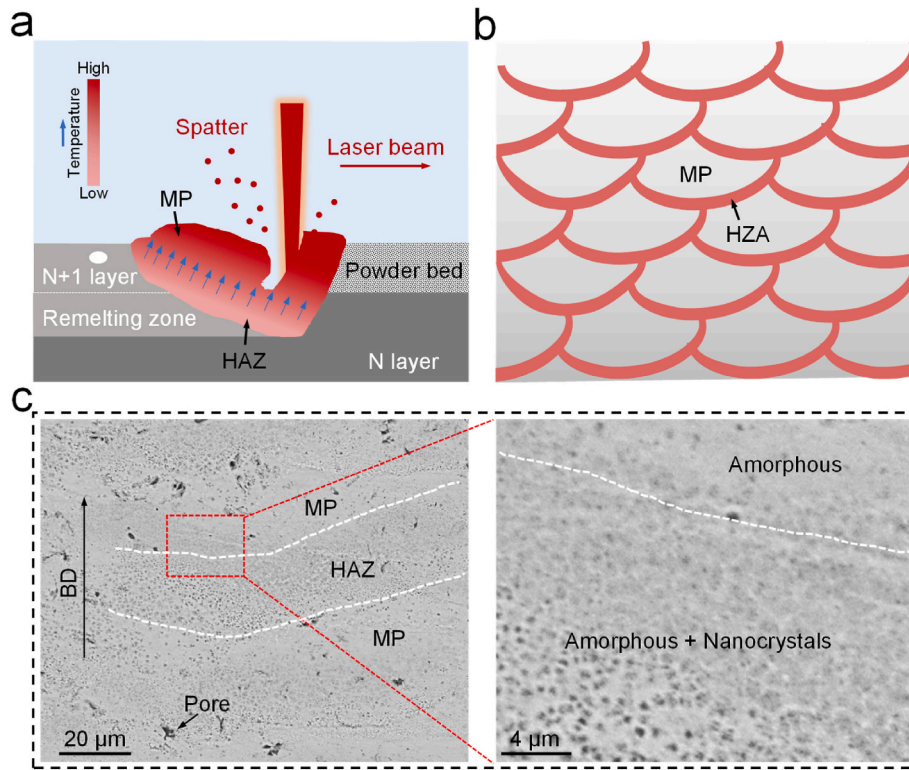 a
High
Temperature
Low
Spatter
Laser beam
MP
N+1 layer
Powder bed
Remelting zone
HAZ
N layer
b
MP
HZA
c
BD
MP
HAZ
MP
Pore
20 μm
Amorphous
Amorphous + Nanocrystals
4 μm